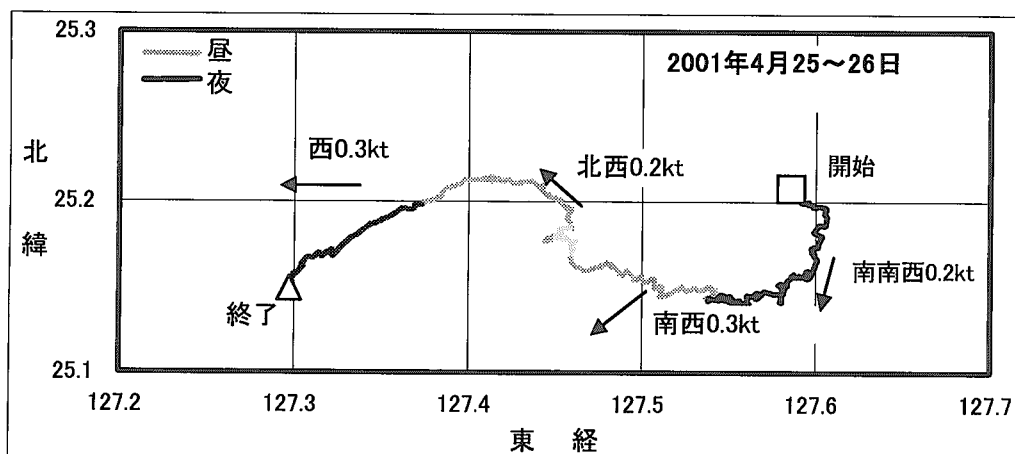 25.3
昼
夜
2001年4月25～26日
北
緯
西0.3kt
北西0.2kt
開始
25.2
南南西0.2kt
終了
南西0.3kt
25.1
127.2
127.3
127.4
127.5
127.6
127.7
東 経